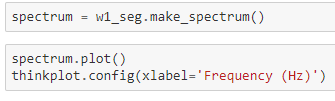 spectrum = w1_seg.make_spectrum()
spectrum.plot()
thinkplot.config(xlabel='Frequency (Hz)')